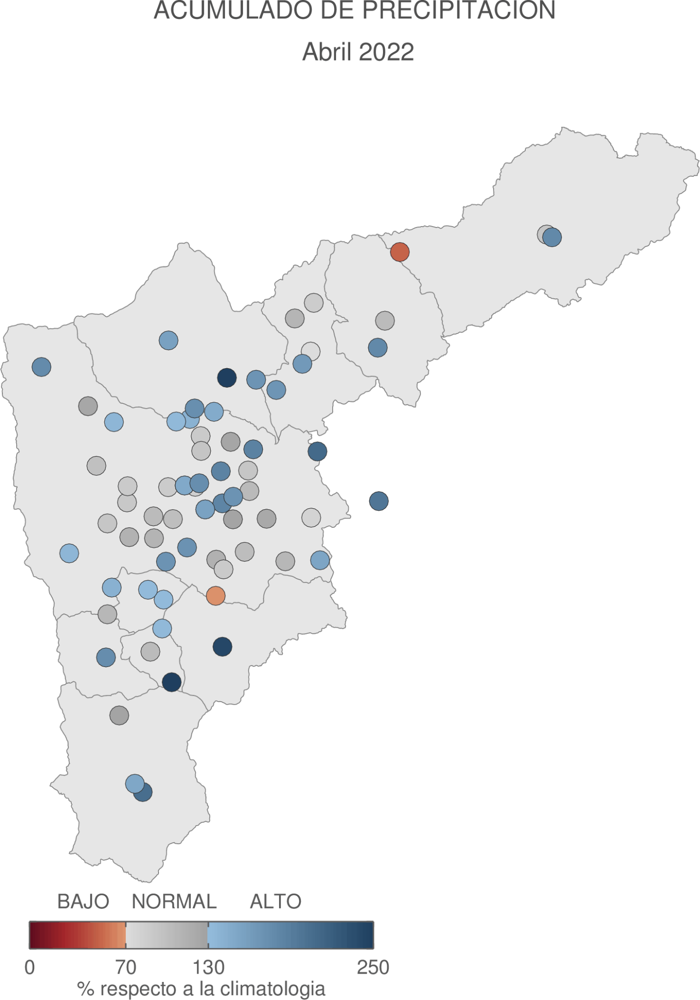 ACUMULADO DE PRECIPITACION
Abril 2022
BAJO NORMAL ALTO
0 70 130 250
% respecto a la climatologia